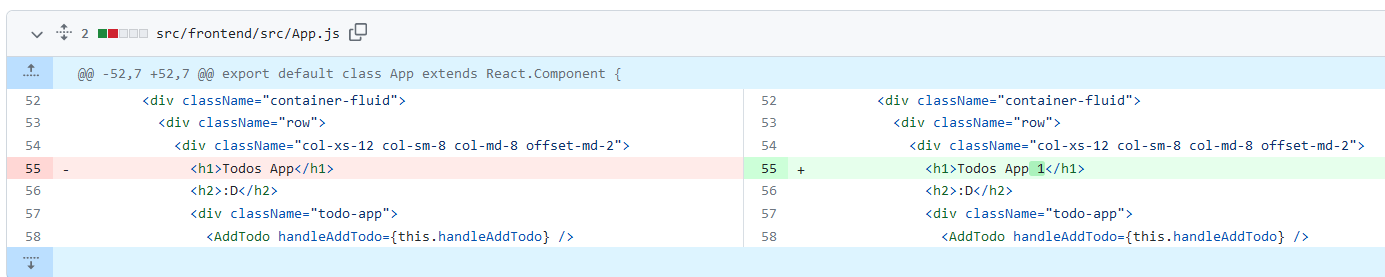 2 src/frontend/src/App.js
@@ -52,7 +52,7 @@ export default class App extends React.Component {
52 <div className="container-fluid"> 52 <div className="container-fluid">
53 <div className="row"> 53 <div className="row">
54 <div className="col-xs-12 col-sm-8 col-md-8 offset-md-2"> 54 <div className="col-xs-12 col-sm-8 col-md-8 offset-md-2">
55 - <h1>Todos App</h1> 55 + <h1>Todos App 1</h1>
56 <h2>:D</h2> 56 <h2>:D</h2>
57 <div className="todo-app"> 57 <div className="todo-app">
58 <AddTodo handleAddTodo={this.handleAddTodo} /> 58 <AddTodo handleAddTodo={this.handleAddTodo} />